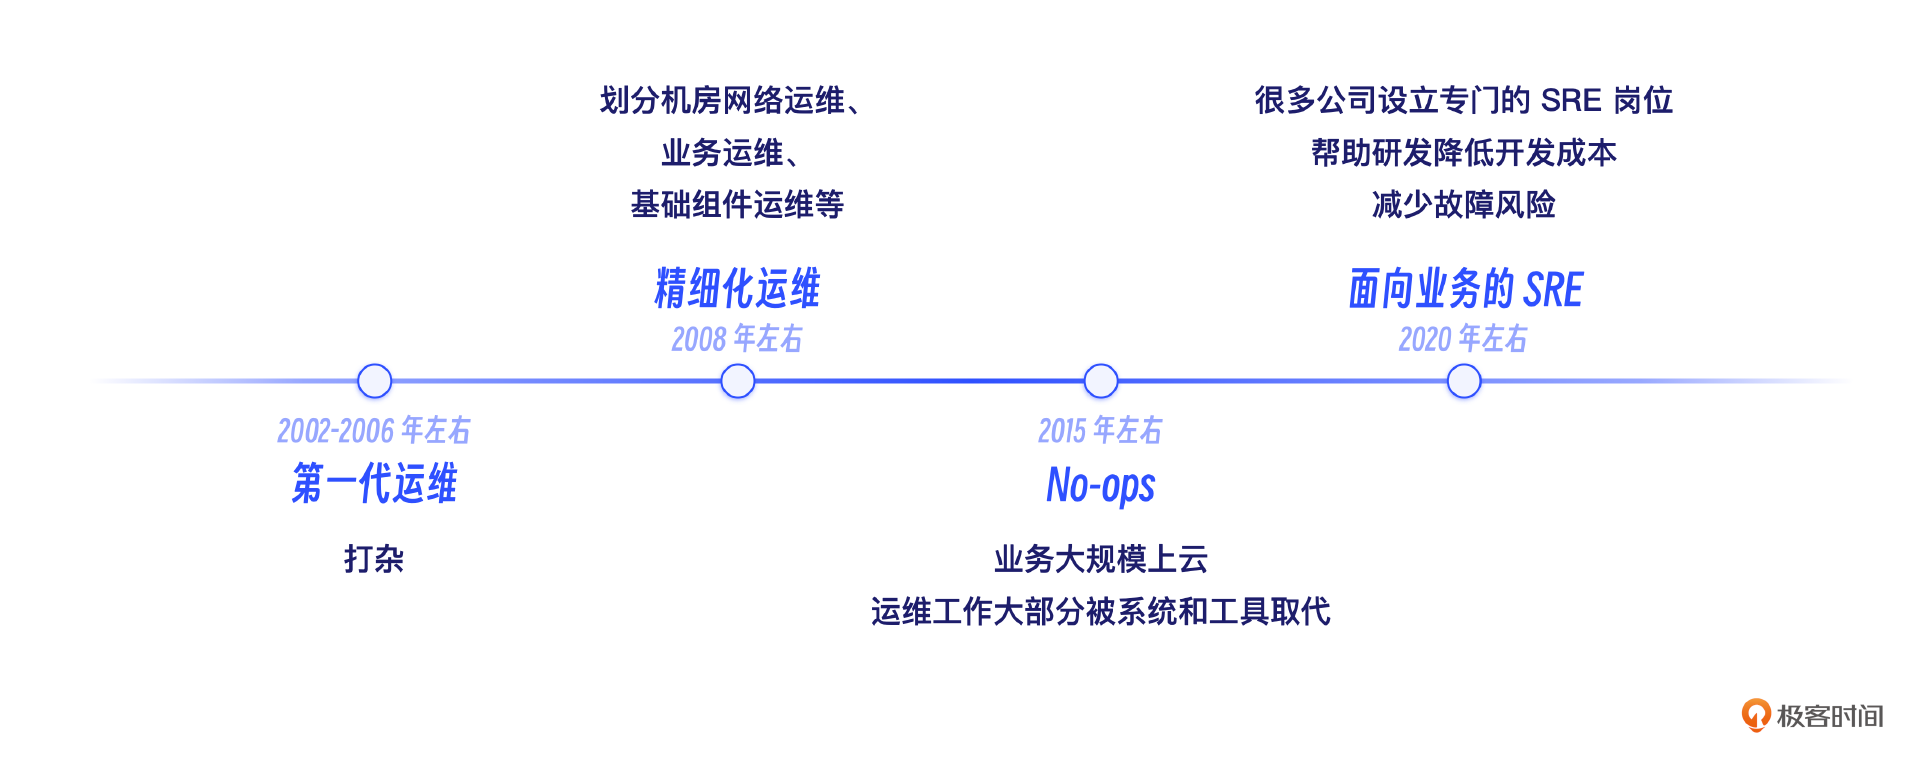 划分机房网络运维、
业务运维、
基础组件运维等
精细化运维
2008 年左右
很多公司设立专门的 SRE 岗位
帮助研发降低开发成本
减少故障风险
面向业务的 SRE
2020 年左右
2002-2006 年左右
第一代运维
打杂
2015 年左右
No-ops
业务大规模上云
运维工作大部分被系统和工具取代
极客时间